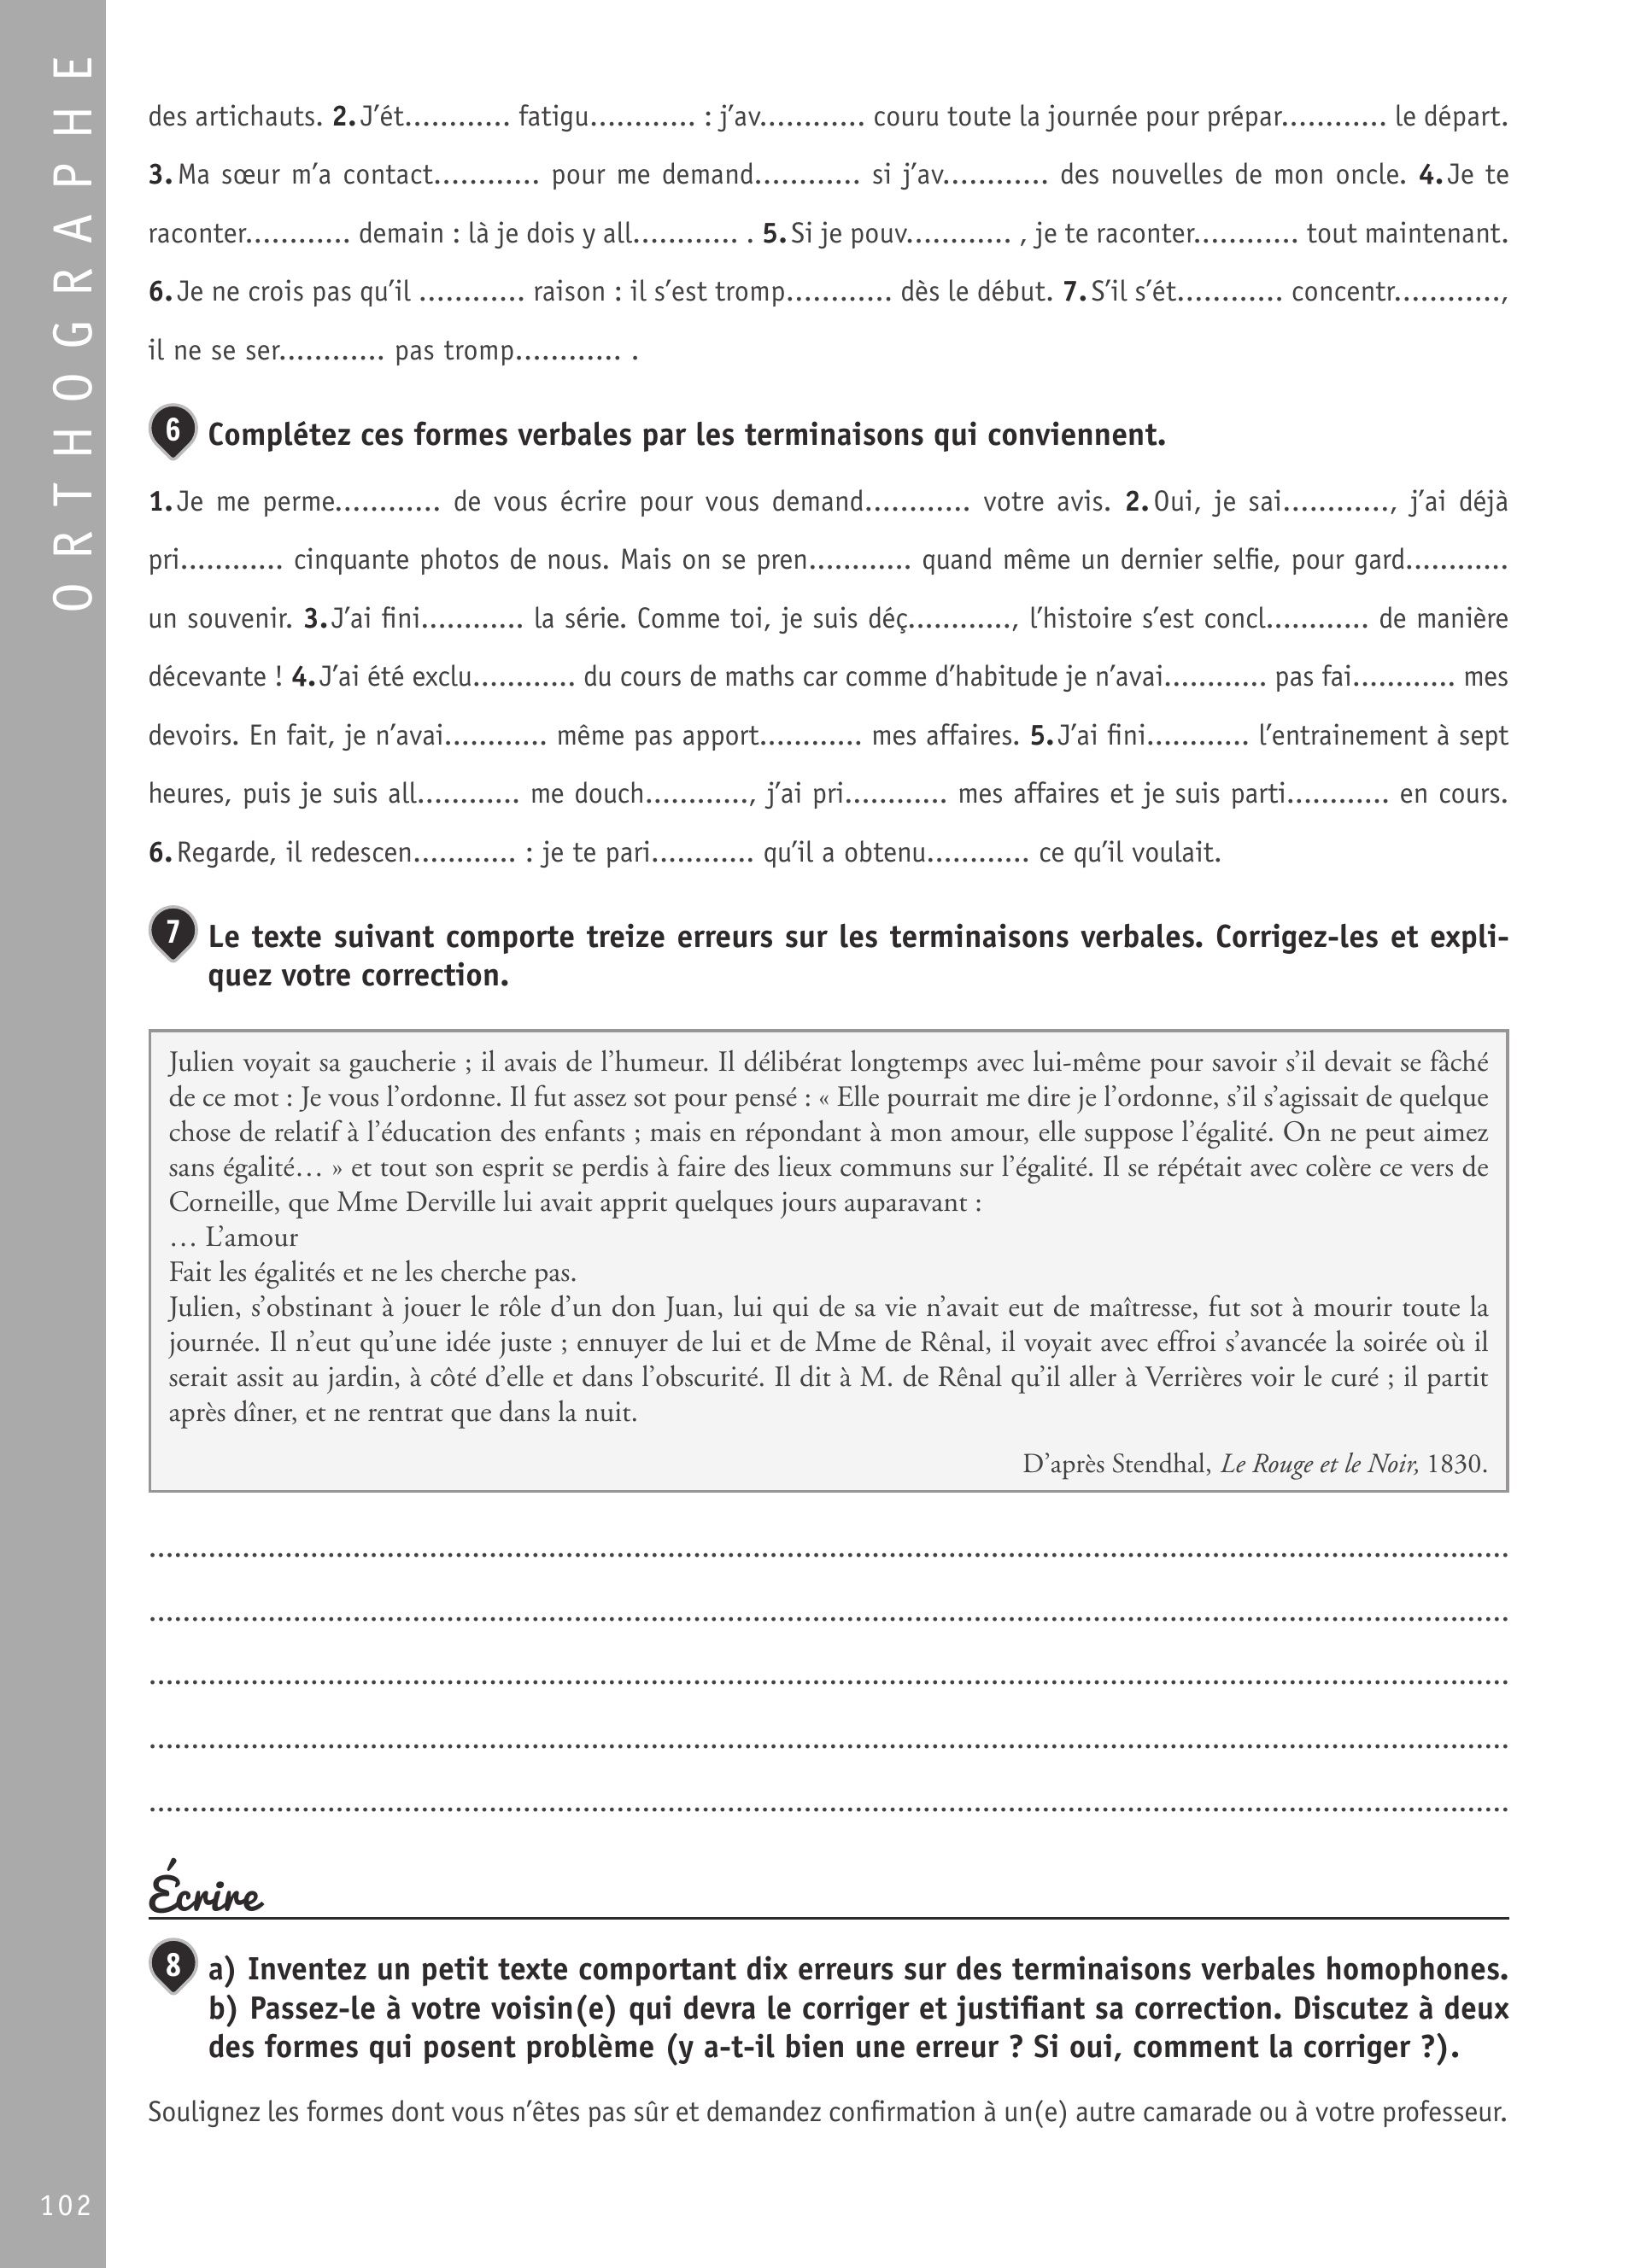 ORTHOGRAPHE
des artichauts. 2. J'ét............ fatigu............ : j'av............ couru toute la journée pour prépar............ le départ.
3. Ma sœur m'a contact............ pour me demand............ si j'av............ des nouvelles de mon oncle. 4. Je te
raconter............ demain : là je dois y all............ . 5. Si je pouv............ , je te raconter............ tout maintenant.
6. Je ne crois pas qu'il ............ raison : il s'est tromp............ dès le début. 7. S'il s'ét............ concentr............,
il ne se ser............ pas tromp............ .
6 Complétez ces formes verbales par les terminaisons qui conviennent.
1. Je me perme............ de vous écrire pour vous demand............ votre avis. 2. Oui, je sai............, j'ai déjà
pri............ cinquante photos de nous. Mais on se pren............ quand même un dernier selfie, pour gard............
un souvenir. 3. J'ai fini............ la série. Comme toi, je suis déç............, l'histoire s'est concl............ de manière
décevante ! 4. J'ai été exclu............ du cours de maths car comme d'habitude je n'avai............ pas fai............ mes
devoirs. En fait, je n'avai............ même pas apport............ mes affaires. 5. J'ai fini............ l'entrainement à sept
heures, puis je suis all............ me douch............, j'ai pri............ mes affaires et je suis parti............ en cours.
6. Regarde, il redescen............ : je te pari............ qu'il a obtenu............ ce qu'il voulait.
7 Le texte suivant comporte treize erreurs sur les terminaisons verbales. Corrigez-les et expli-
quez votre correction.
Julien voyait sa gaucherie ; il avais de l'humeur. Il délibérat longtemps avec lui-même pour savoir s'il devait se fâché
de ce mot : Je vous l'ordonne. Il fut assez sot pour pensé : « Elle pourrait me dire je l'ordonne, s'il s'agissait de quelque
chose de relatif à l'éducation des enfants ; mais en répondant à mon amour, elle suppose l'égalité. On ne peut aimez
sans égalité… » et tout son esprit se perdis à faire des lieux communs sur l'égalité. Il se répétait avec colère ce vers de
Corneille, que Mme Derville lui avait apprit quelques jours auparavant :
… L'amour
Fait les égalités et ne les cherche pas.
Julien, s'obstinant à jouer le rôle d'un don Juan, lui qui de sa vie n'avait eut de maîtresse, fut sot à mourir toute la
journée. Il n'eut qu'une idée juste ; ennuyer de lui et de Mme de Rênal, il voyait avec effroi s'avancée la soirée où il
serait assit au jardin, à côté d'elle et dans l'obscurité. Il dit à M. de Rênal qu'il aller à Verrières voir le curé ; il partit
après dîner, et ne rentrat que dans la nuit.
D'après Stendhal, Le Rouge et le Noir, 1830.
Écrire
8 a) Inventez un petit texte comportant dix erreurs sur des terminaisons verbales homophones.
b) Passez-le à votre voisin(e) qui devra le corriger et justifiant sa correction. Discutez à deux
des formes qui posent problème (y a-t-il bien une erreur ? Si oui, comment la corriger ?).
Soulignez les formes dont vous n'êtes pas sûr et demandez confirmation à un(e) autre camarade ou à votre professeur.
102